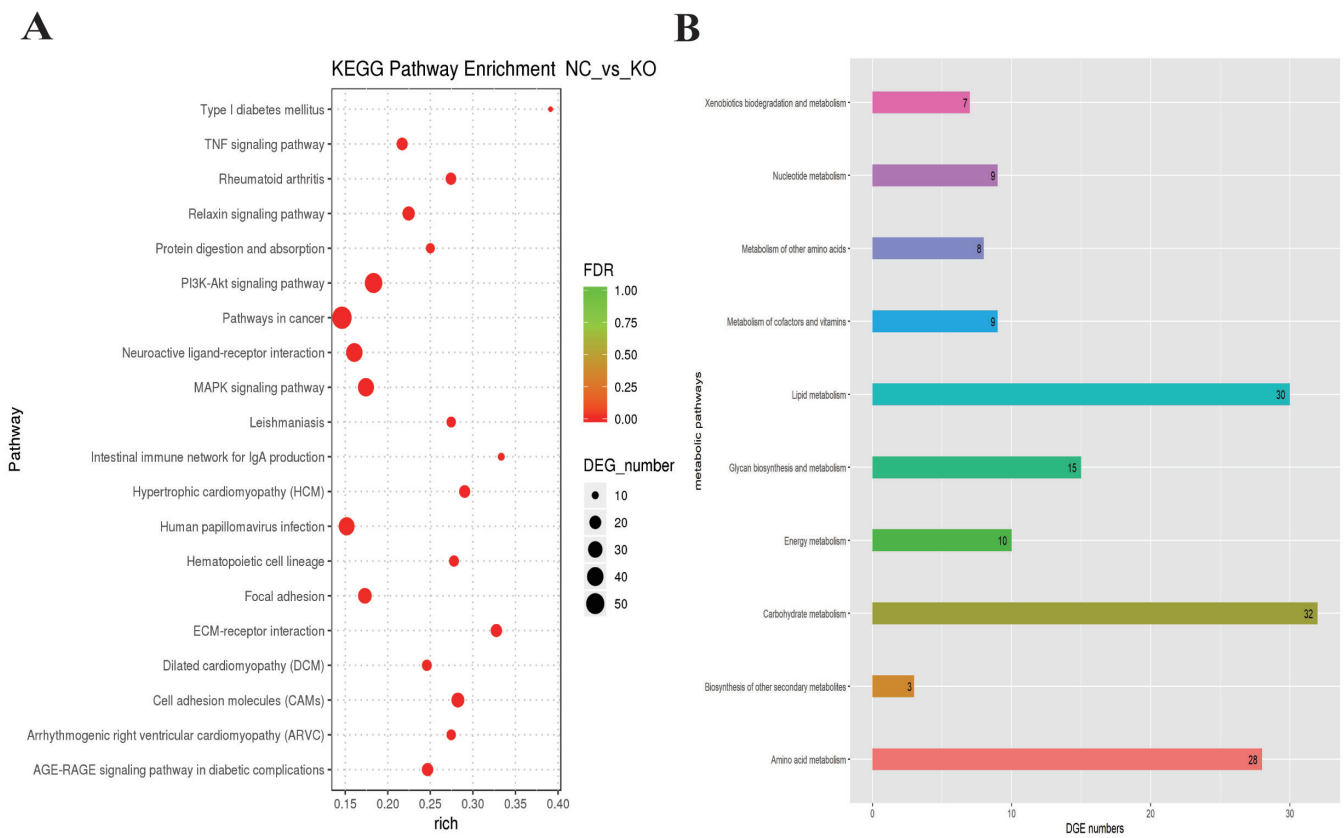 A
KEGG Pathway Enrichment NC_vs_KO
Pathway
Type I diabetes mellitus
TNF signaling pathway
Rheumatoid arthritis
Relaxin signaling pathway
Protein digestion and absorption
PI3K-Akt signaling pathway
Pathways in cancer
Neuroactive ligand-receptor interaction
MAPK signaling pathway
Leishmaniasis
Intestinal immune network for IgA production
Hypertrophic cardiomyopathy (HCM)
Human papillomavirus infection
Hematopoietic cell lineage
Focal adhesion
ECM-receptor interaction
Dilated cardiomyopathy (DCM)
Cell adhesion molecules (CAMs)
Arrhythmogenic right ventricular cardiomyopathy (ARVC)
AGE-RAGE signaling pathway in diabetic complications
0.15 0.20 0.25 0.30 0.35 0.40
rich
FDR
1.00
0.75
0.50
0.25
0.00
DEG_number
10
20
30
40
50
B
metabolic pathways
Xenobiotics biodegradation and metabolism 7
Nucleotide metabolism 9
Metabolism of other amino acids 8
Metabolism of cofactors and vitamins 9
Lipid metabolism 30
Glycan biosynthesis and metabolism 15
Energy metabolism 10
Carbohydrate metabolism 32
Biosynthesis of other secondary metabolites 3
Amino acid metabolism 28
0 10 20 30
DGE numbers